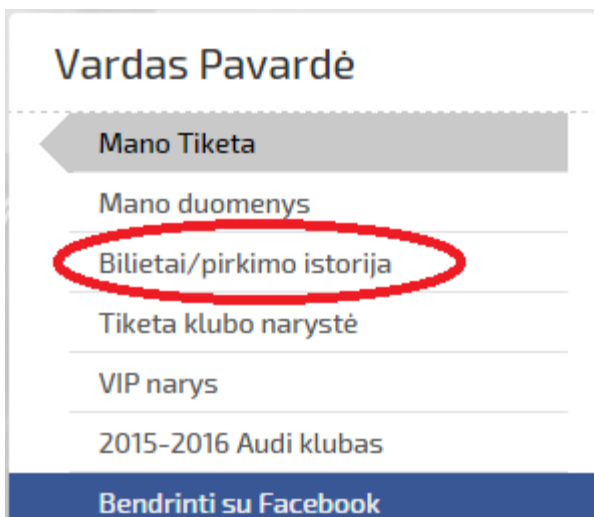 Vardas Pavardė
Mano Tiketa
Mano duomenys
Bilietai/pirkimo istorija
Tiketa klubo narystė
VIP narys
2015-2016 Audi klubas
Bendrinti su Facebook